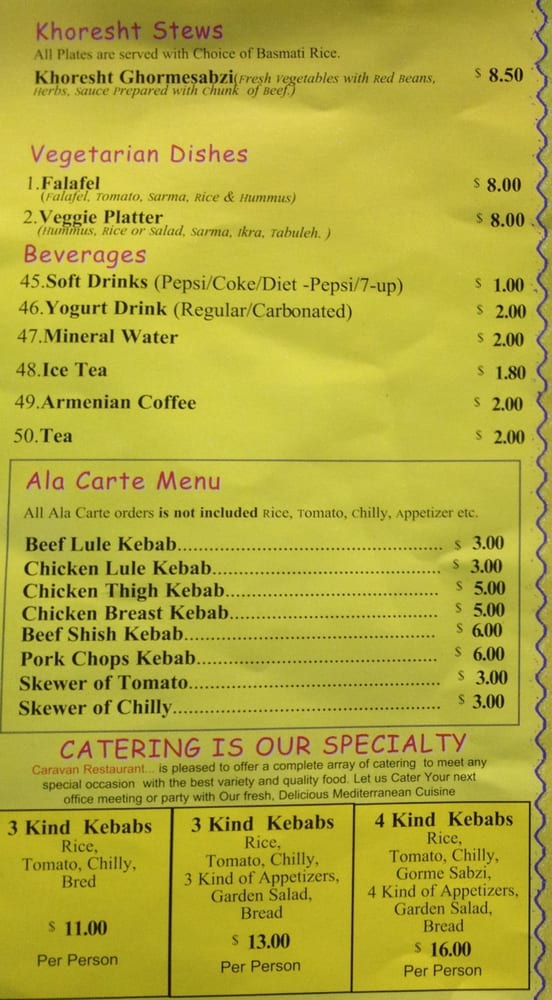 Khoresht Stews
All Plates are served with Choice of Basmati Rice.
Khoresht Ghormesabzi(Fresh Vegetables with Red Beans, $ 8.50
Herbs, Sauce Prepared with Chunk of Beef.)
Vegetarian Dishes
1.Falafel $ 8.00
(Falafel, Tomato, Sarma, Rice & Hummus)
2.Veggie Platter $ 8.00
(Hummus, Rice or Salad, Sarma, Ikra, Tabuleh. )
Beverages
45.Soft Drinks (Pepsi/Coke/Diet -Pepsi/7-up) $ 1.00
46.Yogurt Drink (Regular/Carbonated) $ 2.00
47.Mineral Water $ 2.00
48.Ice Tea $ 1.80
49.Armenian Coffee $ 2.00
50.Tea $ 2.00
Ala Carte Menu
All Ala Carte orders is not included Rice, Tomato, Chilly, Appetizer etc.
Beef Lule Kebab............................................... $ 3.00
Chicken Lule Kebab......................................... $ 3.00
Chicken Thigh Kebab...................................... $ 5.00
Chicken Breast Kebab..................................... $ 5.00
Beef Shish Kebab............................................. $ 6.00
Pork Chops Kebab........................................... $ 6.00
Skewer of Tomato............................................ $ 3.00
Skewer of Chilly............................................... $ 3.00
CATERING IS OUR SPECIALTY
Caravan Restaurant... is pleased to offer a complete array of catering to meet any
special occasion with the best variety and quality food. Let us Cater Your next
office meeting or party with Our fresh, Delicious Mediterranean Cuisine
3 Kind Kebabs
Rice,
Tomato, Chilly,
Bred
$ 11.00
Per Person
3 Kind Kebabs
Rice,
Tomato, Chilly,
3 Kind of Appetizers,
Garden Salad,
Bread
$ 13.00
Per Person
4 Kind Kebabs
Rice,
Tomato, Chilly,
Gorme Sabzi,
4 Kind of Appetizers,
Garden Salad,
Bread
$ 16.00
Per Person